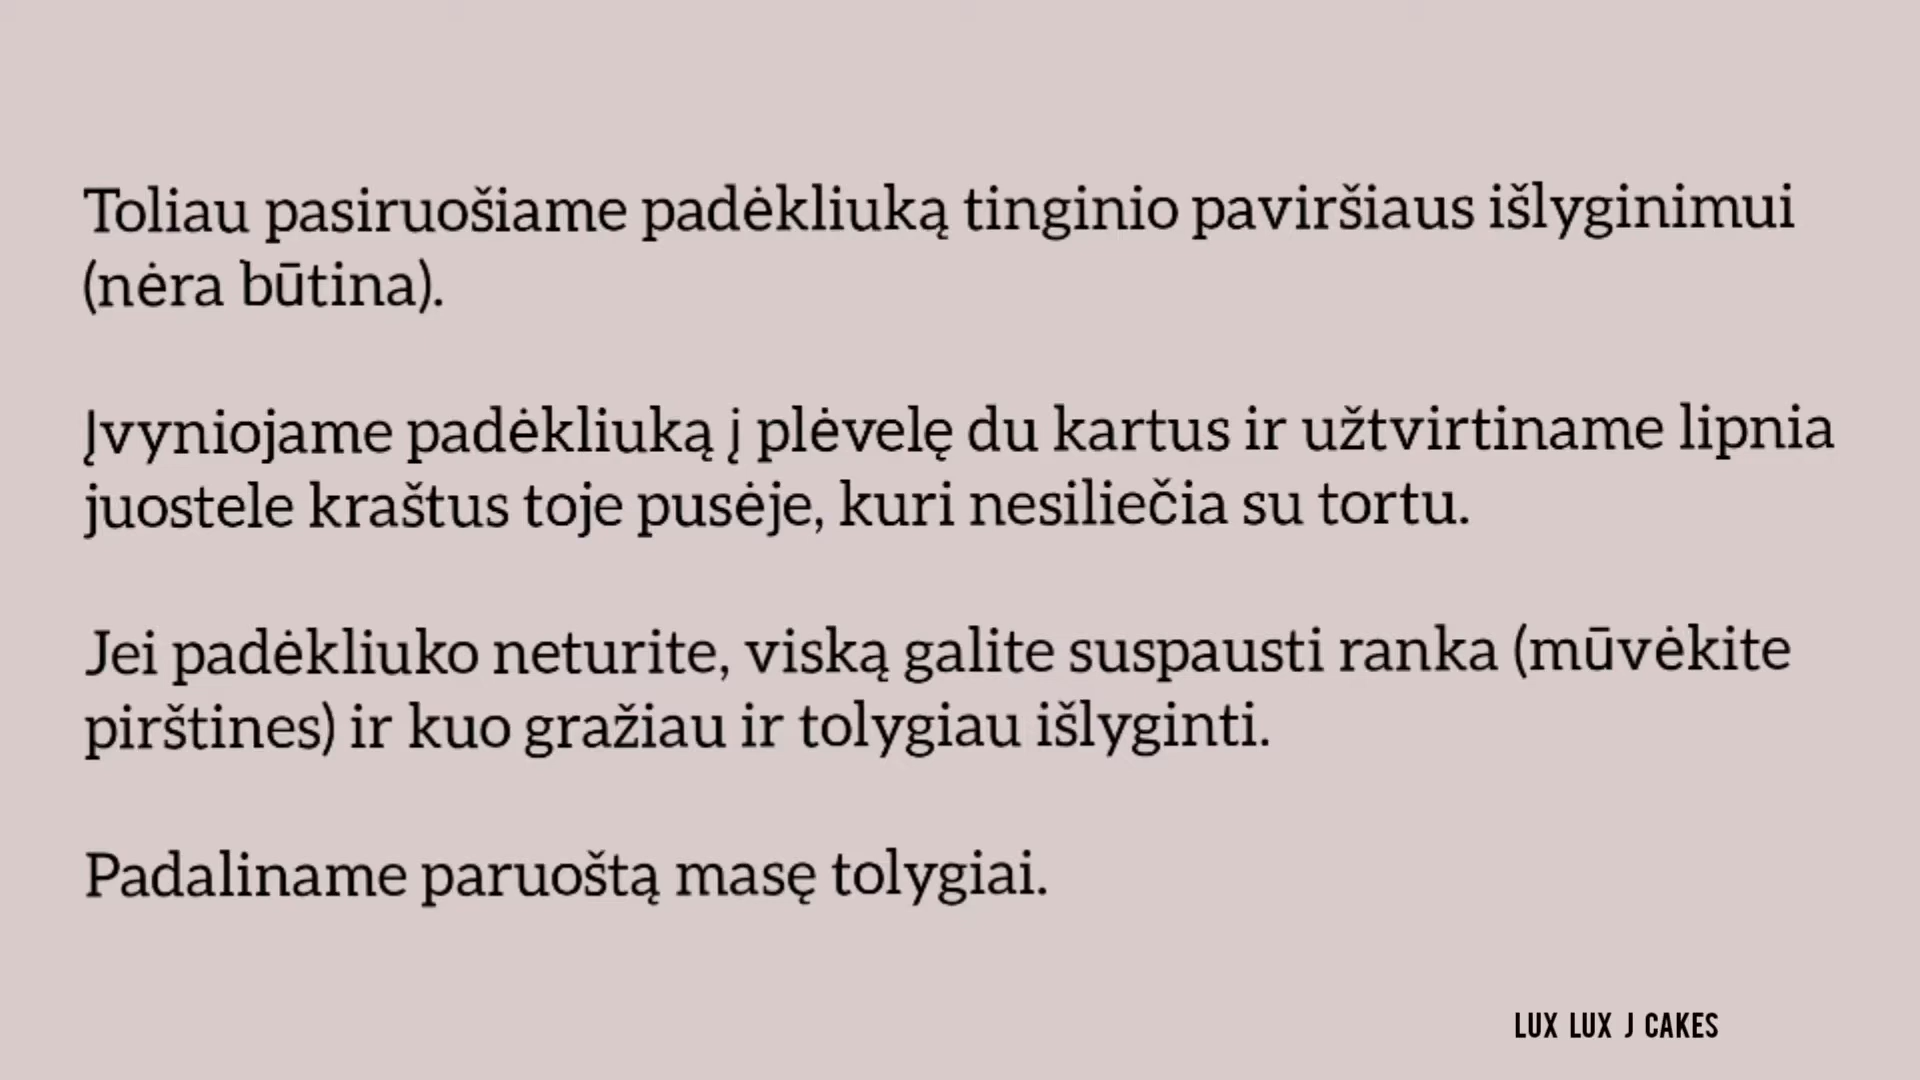 Toliau pasiruošiame padėkliuką tinginio paviršiaus išlyginimui
(nėra būtina).
Įvyniojame padėkliuką į plėvelę du kartus ir užtvirtiname lipnia
juostele kraštus toje pusėje, kuri nesiliečia su tortu.
Jei padėkliuko neturite, viską galite suspausti ranka (mūvėkite
pirštines) ir kuo gražiau ir tolygiau išlyginti.
Padaliname paruoštą masę tolygiai.
LUX LUX J CAKES